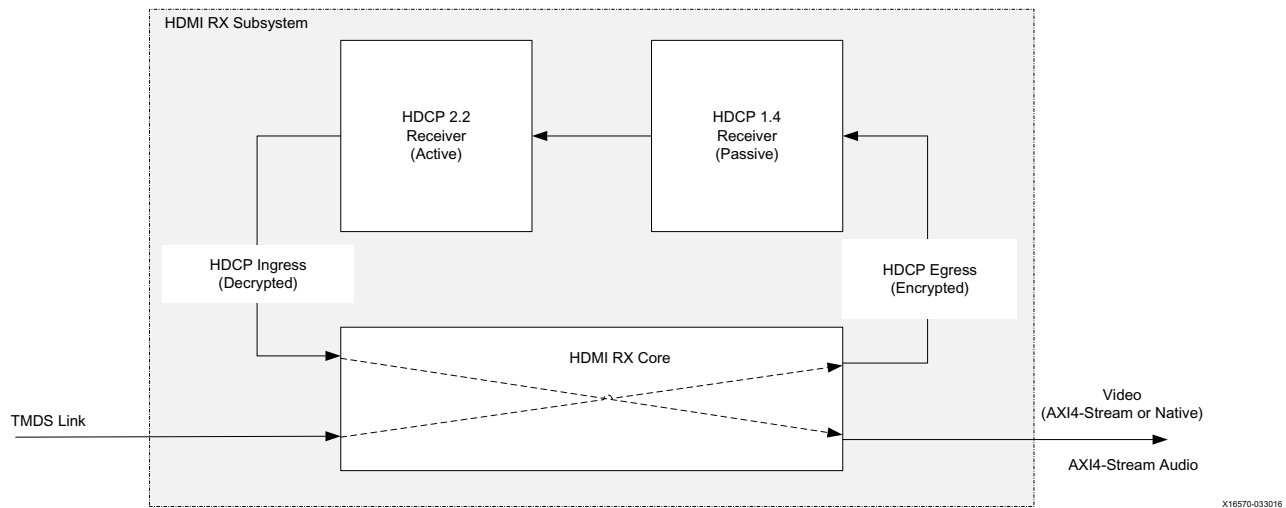 HDMI RX Subsystem
HDCP 2.2
Receiver
(Active)
HDCP 1.4
Receiver
(Passive)
HDCP Ingress
(Decrypted)
HDCP Egress
(Encrypted)
HDMI RX Core
TMDS Link
Video
(AXI4-Stream or Native)
AXI4-Stream Audio
X16570-033016